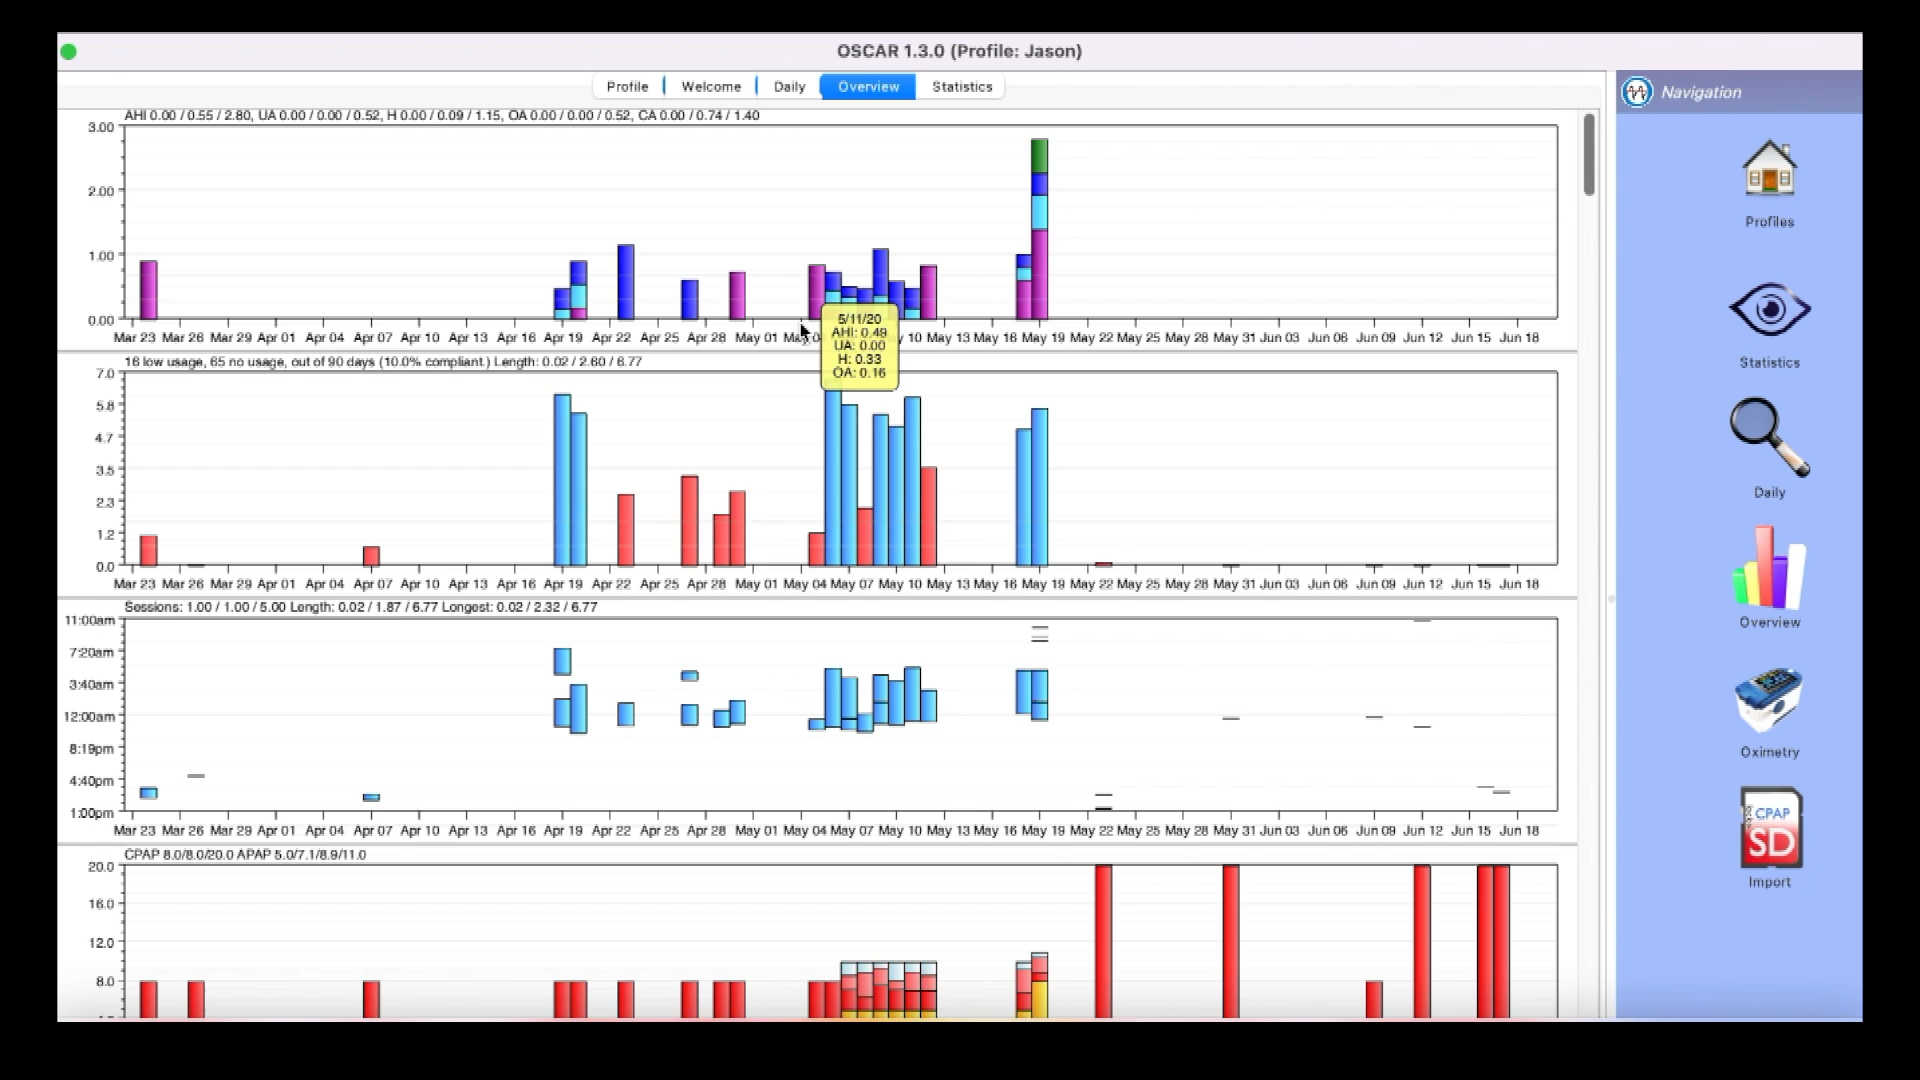 OSCAR 1.3.0 (Profile: Jason)
Profile Welcome Daily Overview Statistics
Navigation
AHI 0.00 / 0.55 / 2.80, UA 0.00 / 0.00 / 0.52, H 0.00 / 0.09 / 1.15, OA 0.00 / 0.00 / 0.52, CA 0.00 / 0.74 / 1.40
3.00
2.00
1.00
0.00
Mar 23 Mar 26 Mar 29 Apr 01 Apr 04 Apr 07 Apr 10 Apr 13 Apr 16 Apr 19 Apr 22 Apr 25 Apr 28 May 01 May 10 May 13 May 16 May 19 May 22 May 25 May 28 May 31 Jun 03 Jun 06 Jun 09 Jun 12 Jun 15 Jun 18
5/11/20
AHI: 0.49
UA: 0.00
H: 0.33
OA: 0.16
16 low usage, 65 no usage, out of 90 days (10.0% compliant.) Length: 0.02 / 2.60 / 6.77
7.0
5.8
4.7
3.5
2.3
1.2
0.0
Mar 23 Mar 26 Mar 29 Apr 01 Apr 04 Apr 07 Apr 10 Apr 13 Apr 16 Apr 19 Apr 22 Apr 25 Apr 28 May 01 May 04 May 07 May 10 May 13 May 16 May 19 May 22 May 25 May 28 May 31 Jun 03 Jun 06 Jun 09 Jun 12 Jun 15 Jun 18
Sessions: 1.00 / 1.00 / 5.00 Length: 0.02 / 1.87 / 6.77 Longest: 0.02 / 2.32 / 6.77
11:00am
7:20am
3:40am
12:00am
8:19pm
4:40pm
1:00pm
Mar 23 Mar 26 Mar 29 Apr 01 Apr 04 Apr 07 Apr 10 Apr 13 Apr 16 Apr 19 Apr 22 Apr 25 Apr 28 May 01 May 04 May 07 May 10 May 13 May 16 May 19 May 22 May 25 May 28 May 31 Jun 03 Jun 06 Jun 09 Jun 12 Jun 15 Jun 18
CPAP 8.0/8.0/20.0 APAP 5.0/7.1/8.9/11.0
20.0
16.0
12.0
8.0
Profiles
Statistics
Daily
Overview
Oximetry
CPAP
SD
Import